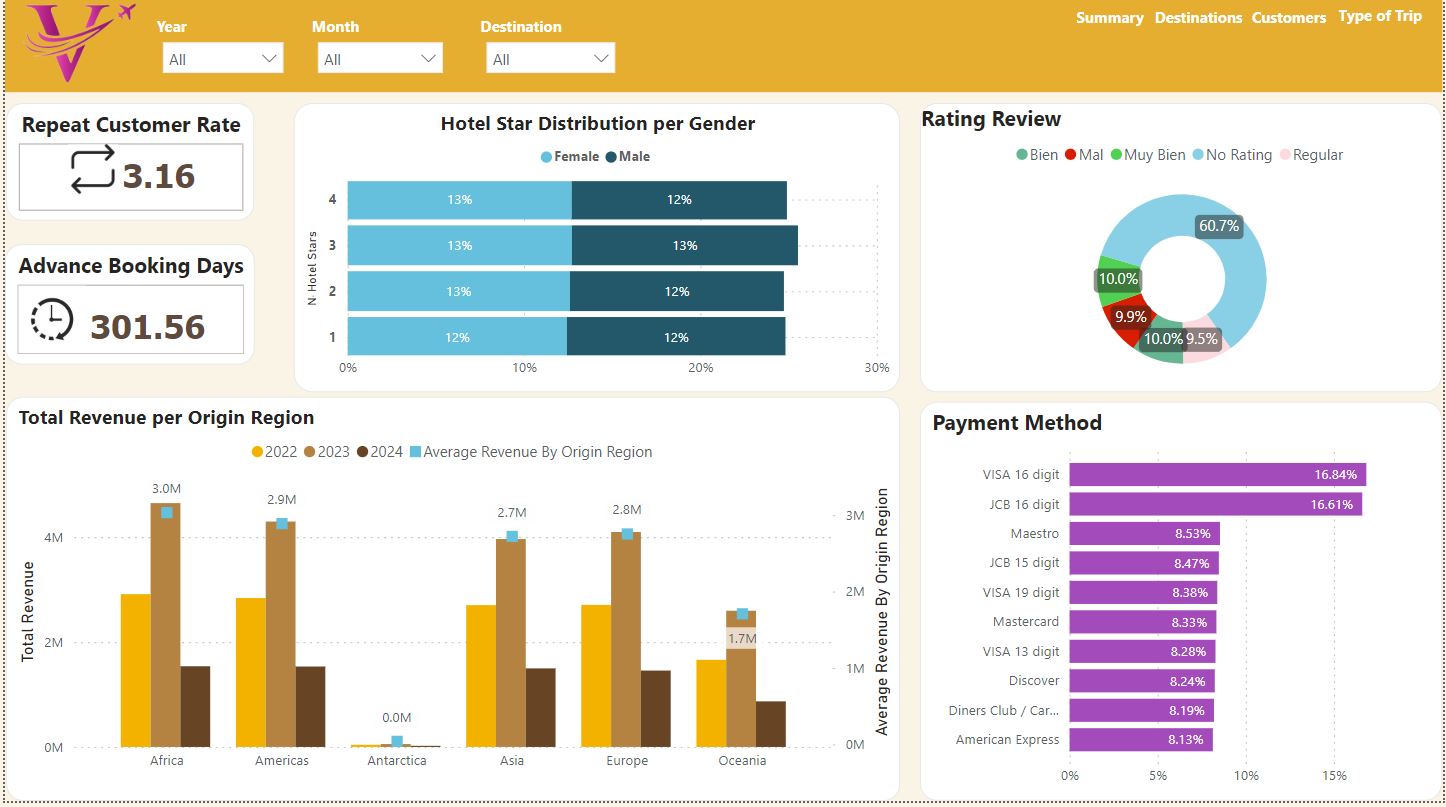 V
Year
Month
Destination
Summary Destinations Customers Type of Trip
All
All
All
Repeat Customer Rate
3.16
Advance Booking Days
301.56
Hotel Star Distribution per Gender
Female Male
N· Hotel Stars
4 13% 12%
3 13% 13%
2 13% 12%
1 12% 12%
0% 10% 20% 30%
Rating Review
Bien Mal Muy Bien No Rating Regular
60.7%
10.0%
9.9%
10.0% 9.5%
Total Revenue per Origin Region
2022 2023 2024 Average Revenue By Origin Region
Total Revenue
4M
2M
0M
3.0M
2.9M
0.0M
2.7M
2.8M
1.7M
Africa Americas Antarctica Asia Europe Oceania
3M
2M
1M
0M
Average Revenue By Origin Region
Payment Method
VISA 16 digit 16.84%
JCB 16 digit 16.61%
Maestro 8.53%
JCB 15 digit 8.47%
VISA 19 digit 8.38%
Mastercard 8.33%
VISA 13 digit 8.28%
Discover 8.24%
Diners Club / Car... 8.19%
American Express 8.13%
0% 5% 10% 15%